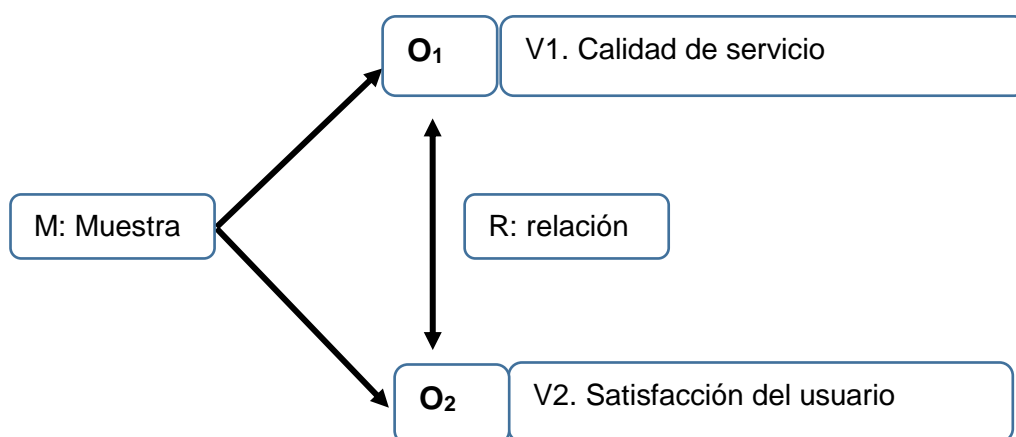 O₁ V1. Calidad de servicio
M: Muestra R: relación
O₂ V2. Satisfacción del usuario